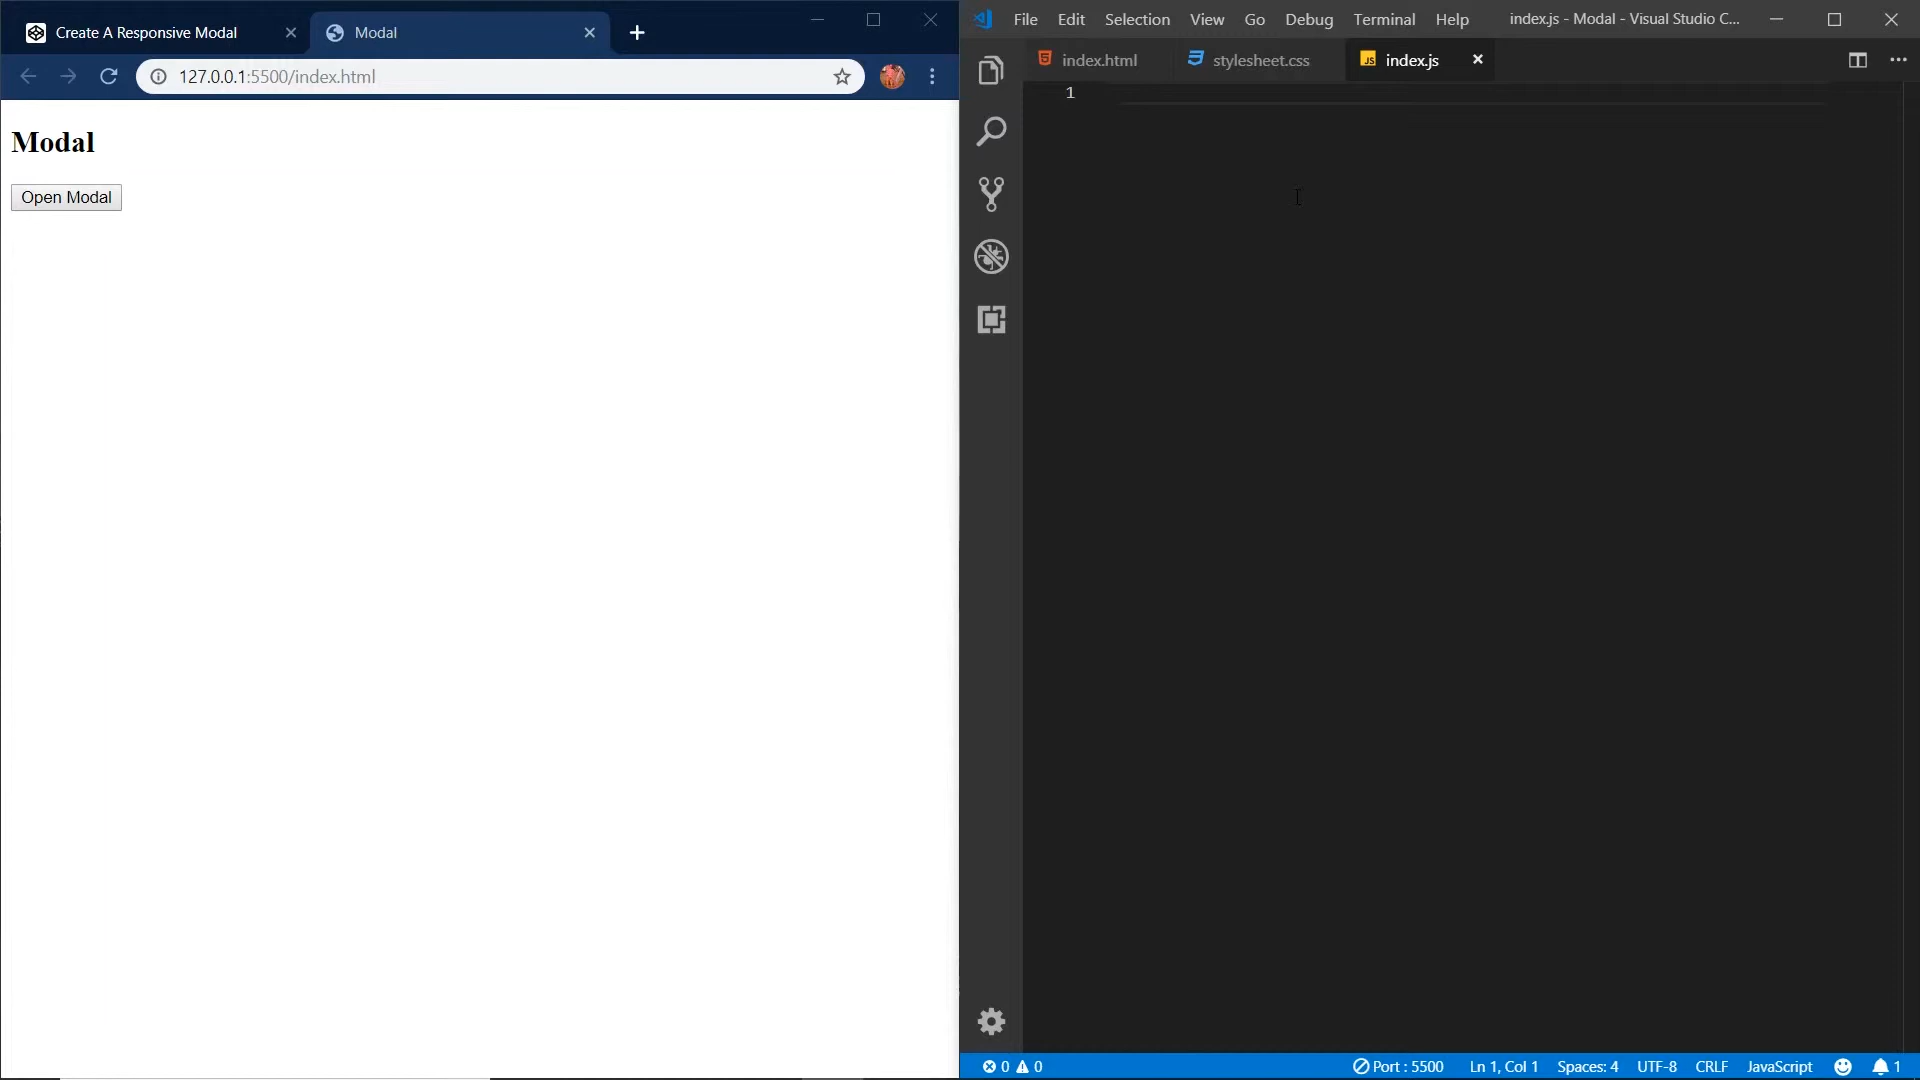 Create A Responsive Modal
Modal
127.0.0.1:5500/index.html
Modal
Open Modal
File Edit Selection View Go Debug Terminal Help
index.js - Modal - Visual Studio C...
index.html
stylesheet.css
JS index.js
1
0 0
Port : 5500
Ln 1, Col 1
Spaces: 4
UTF-8
CRLF
JavaScript
1